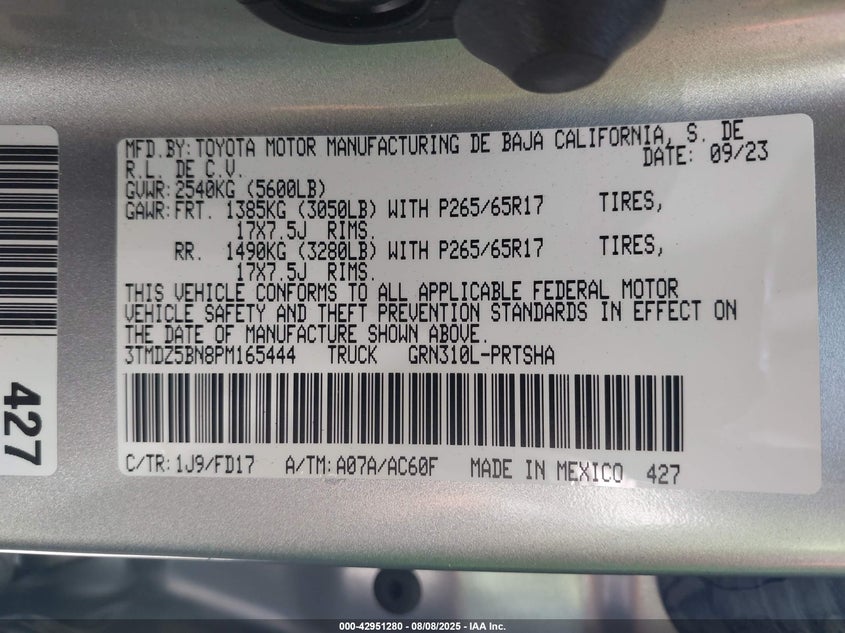 MFD.BY:TOYOTA MOTOR MANUFACTURING DE BAJA CALIFORNIA, S. DE
R.L. DE C.V. DATE: 09/23
GVWR:2540KG (5600LB)
GAWR:FRT. 1385KG (3050LB) WITH P265/65R17 TIRES,
17X7.5J RIMS.
RR. 1490KG (3280LB) WITH P265/65R17 TIRES,
17X7.5J RIMS.
THIS VEHICLE CONFORMS TO ALL APPLICABLE FEDERAL MOTOR
VEHICLE SAFETY AND THEFT PREVENTION STANDARDS IN EFFECT ON
THE DATE OF MANUFACTURE SHOWN ABOVE.
3TMDZ5BN8PM165444 TRUCK GRN310L-PRTSHA
C/TR:1J9/FD17 A/TM:A07A/AC60F MADE IN MEXICO 427
427
000-42951280 - 08/08/2025 - IAA Inc.